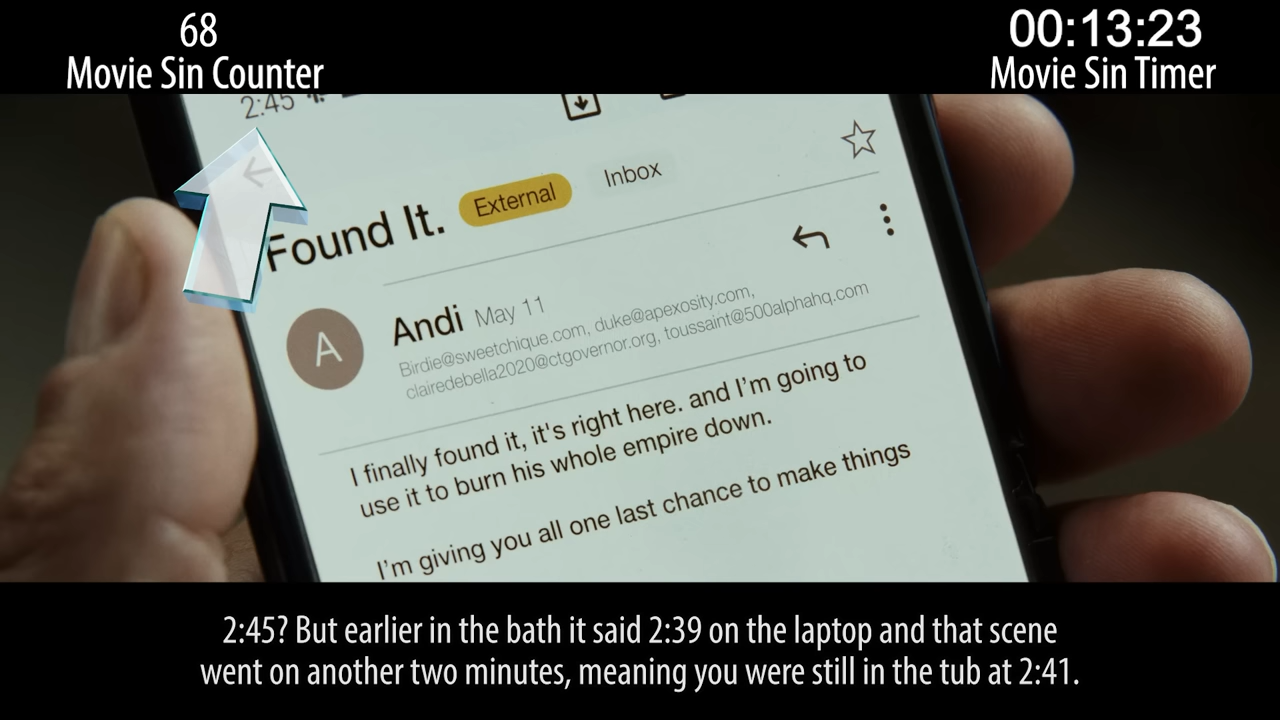 68
Movie Sin Counter
00:13:23
Movie Sin Timer
2:45
Found It. External Inbox
A
Andi May 11
Birdie@sweetchique.com, duke@apexosity.com,
clairedebella2020@ctgovernor.org, toussaint@500alphahq.com
I finally found it, it's right here. and I'm going to
use it to burn his whole empire down.
I'm giving you all one last chance to make things
2:45? But earlier in the bath it said 2:39 on the laptop and that scene
went on another two minutes, meaning you were still in the tub at 2:41.